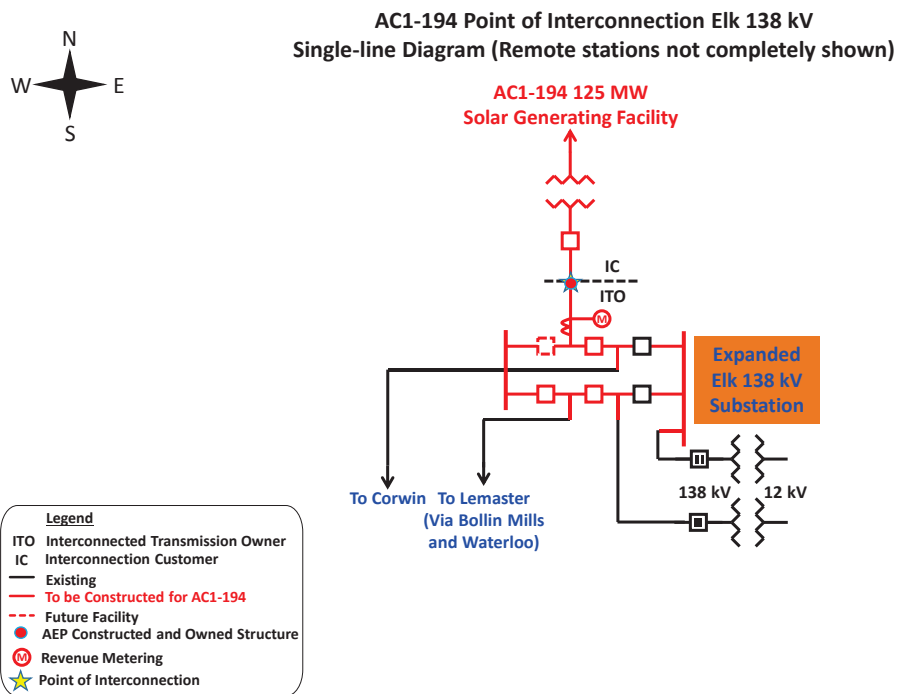 AC1-194 Point of Interconnection Elk 138 kV
Single-line Diagram (Remote stations not completely shown)
N
W
E
S
AC1-194 125 MW
Solar Generating Facility
IC
ITO
M
Expanded
Elk 138 kV
Substation
138 kV
12 kV
To Corwin
To Lemaster
(Via Bollin Mills
and Waterloo)
Legend
ITO Interconnected Transmission Owner
IC Interconnection Customer
Existing
To be Constructed for AC1-194
Future Facility
AEP Constructed and Owned Structure
M Revenue Metering
Point of Interconnection